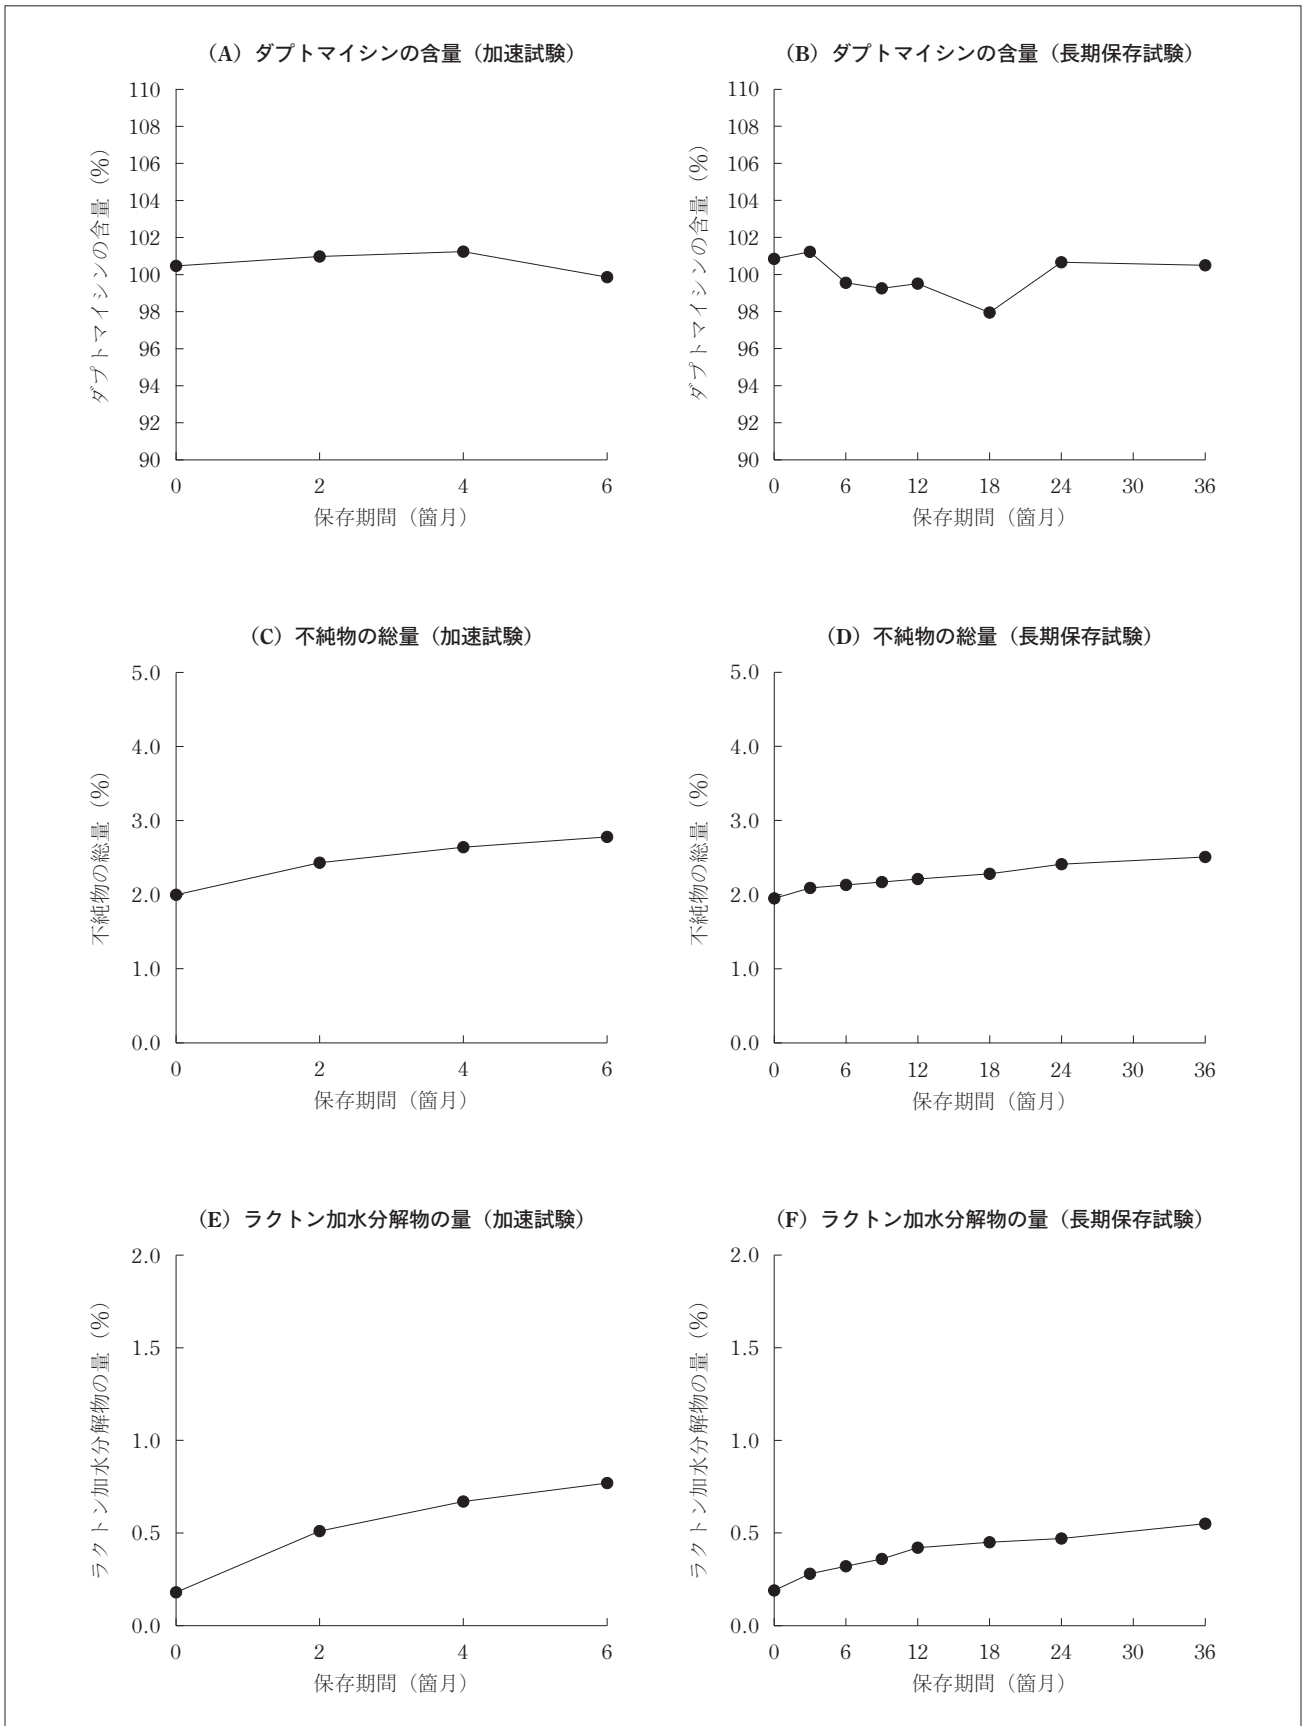 (A) ダプトマイシンの含量（加速試験）
ダプトマイシンの含量（%）
110
108
106
104
102
100
98
96
94
92
90
0 2 4 6
保存期間（箇月）
(B) ダプトマイシンの含量（長期保存試験）
ダプトマイシンの含量（%）
110
108
106
104
102
100
98
96
94
92
90
0 6 12 18 24 30 36
保存期間（箇月）
(C) 不純物の総量（加速試験）
不純物の総量（%）
5.0
4.0
3.0
2.0
1.0
0.0
0 2 4 6
保存期間（箇月）
(D) 不純物の総量（長期保存試験）
不純物の総量（%）
5.0
4.0
3.0
2.0
1.0
0.0
0 6 12 18 24 30 36
保存期間（箇月）
(E) ラクトン加水分解物の量（加速試験）
ラクトン加水分解物の量（%）
2.0
1.5
1.0
0.5
0.0
0 2 4 6
保存期間（箇月）
(F) ラクトン加水分解物の量（長期保存試験）
ラクトン加水分解物の量（%）
2.0
1.5
1.0
0.5
0.0
0 6 12 18 24 30 36
保存期間（箇月）